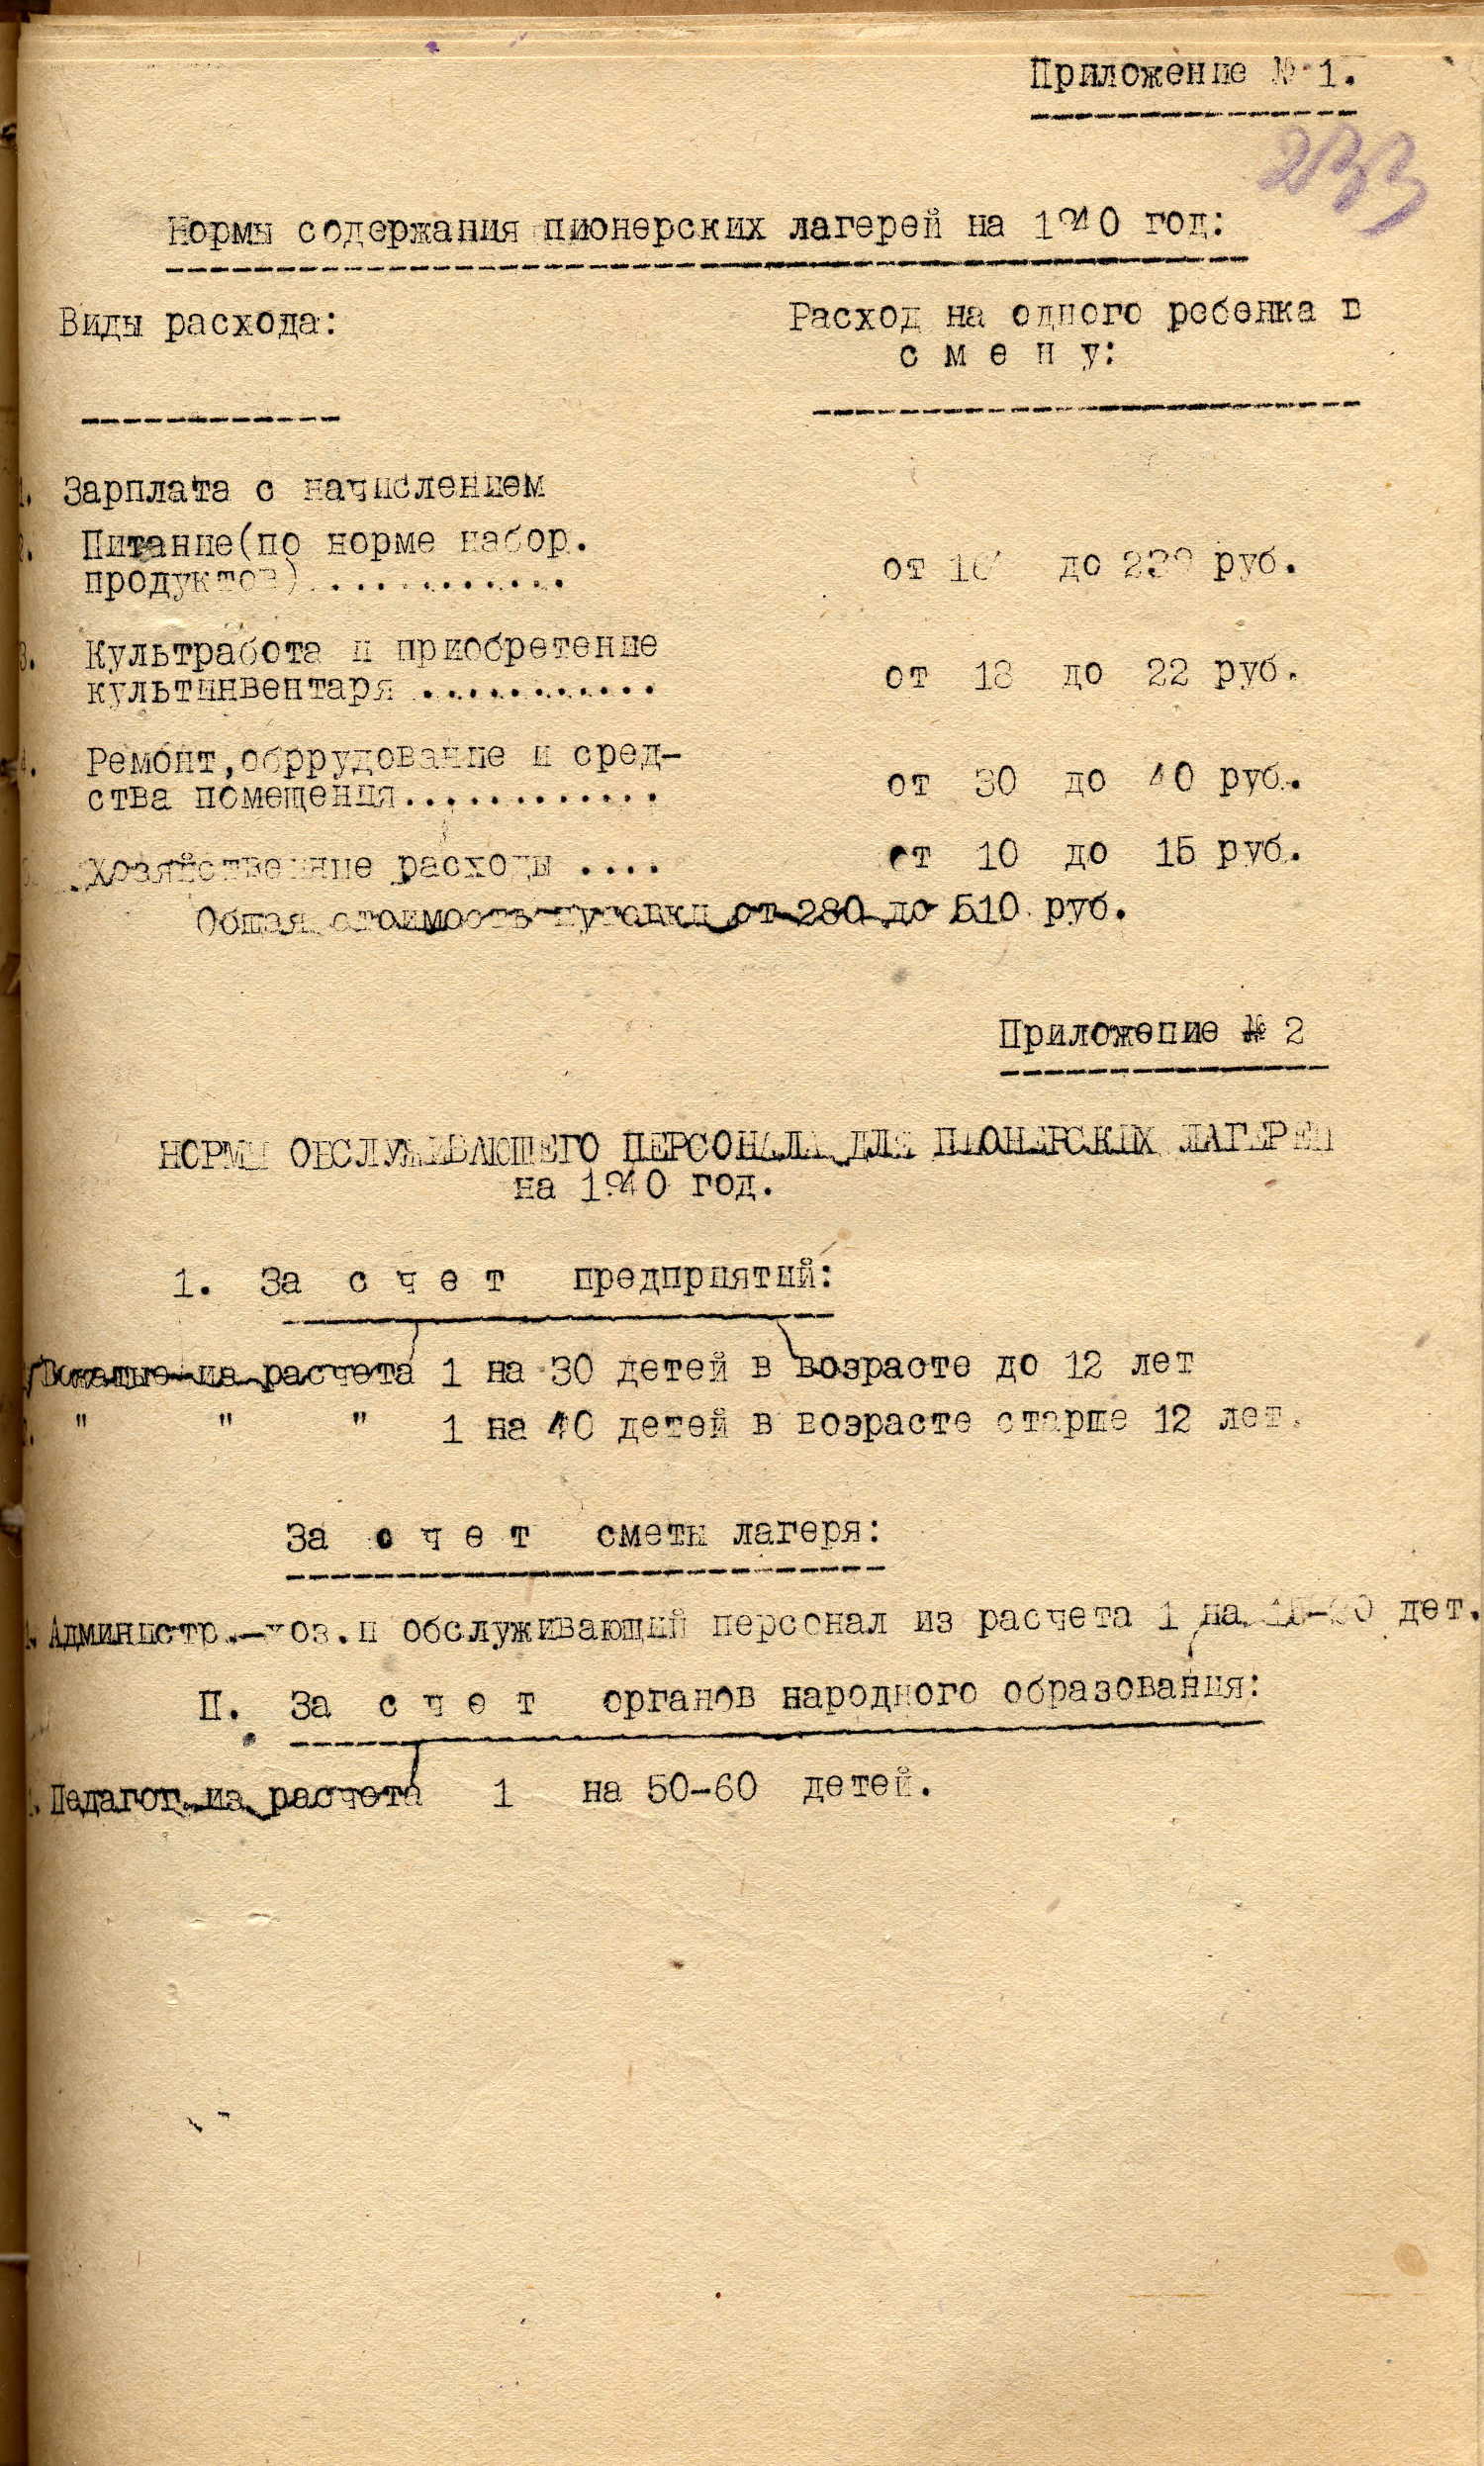 Приложение № 1.
233
Нормы содержания пионерских лагерей на 1940 год:
Виды расхода:
Расход на одного ребенка в
с м е н у:
1. Зарплата с начислением
2. Питание(по норме набор.
продуктов)............ от до руб.
3. Культработа и приобретение
культинвентаря ............ от 18 до 22 руб.
4. Ремонт,обррудование и сред-
ства помещения............ от 30 до 40 руб.
Хозяйственные расходы .... от 10 до 15 руб.
Общая стоимость путевки от 280 до 510 руб.
Приложение № 2
НОРМЫ ОБСЛУЖИВАЮЩЕГО ПЕРСОНАЛА ДЛЯ ПИОНЕРСКИХ ЛАГЕРЕЙ
на 1940 год.
1. За с ч е т предприятий:
Вожатые из расчета 1 на 30 детей в возрасте до 12 лет
" " " 1 на 40 детей в возрасте старше 12 лет.
За с ч е т сметы лагеря:
1. Администр.-хоз.и обслуживающий персонал из расчета 1 на дет.
П. За с ч е т органов народного образования:
1. Педагог из расчета 1 на 50-60 детей.